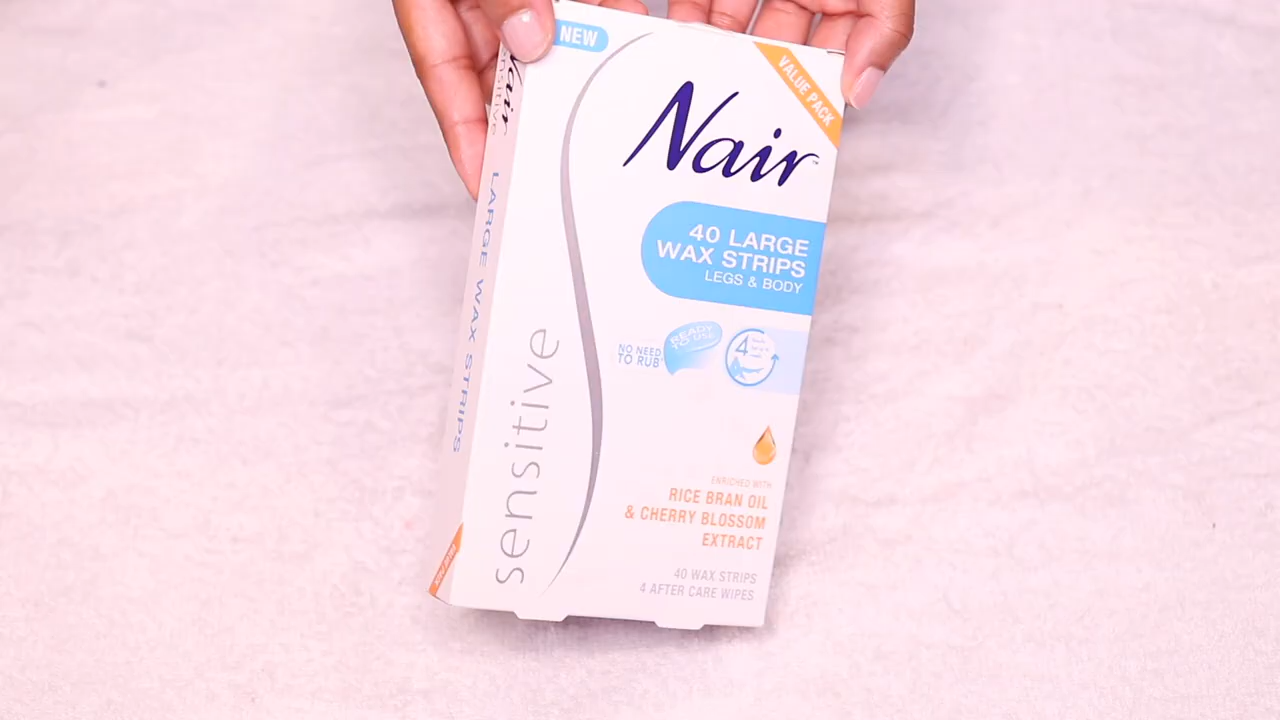 NEW
VALUE PACK
Nair
40 LARGE
WAX STRIPS
LEGS & BODY
NO NEED
TO RUB
READY
TO USE
4
sensitive
ENRICHED WITH
RICE BRAN OIL
& CHERRY BLOSSOM
EXTRACT
40 WAX STRIPS
4 AFTER CARE WIPES
Nair
sensitive
LARGE WAX STRIPS